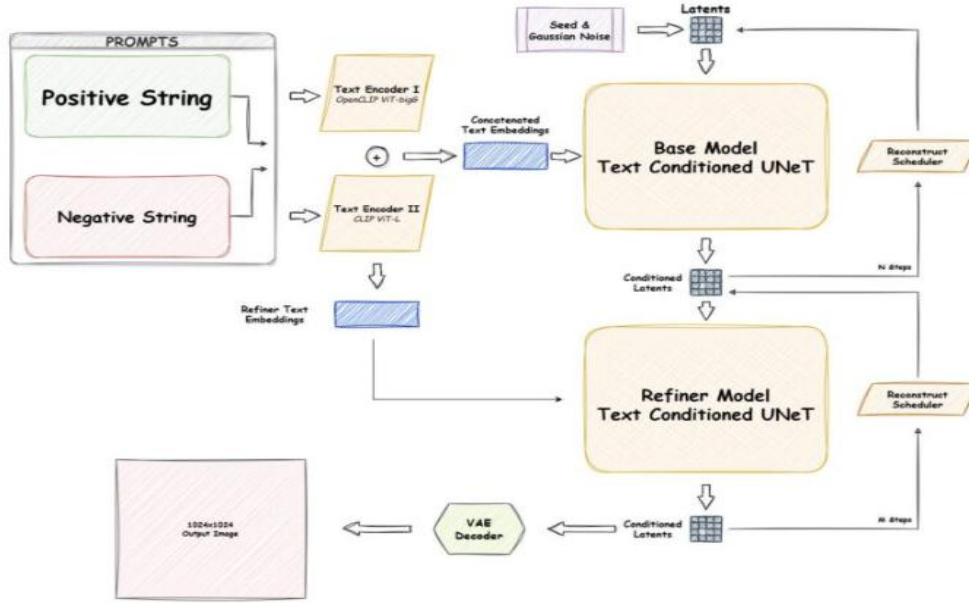 PROMPTS
Positive String
Negative String
Text Encoder I
OpenCLIP ViT-bigG
+
Text Encoder II
CLIP ViT-L
Refiner Text
Embeddings
Concatenated
Text Embeddings
Seed &
Gaussian Noise
Latents
Base Model
Text Conditioned UNeT
Reconstruct
Scheduler
N Steps
Conditioned
Latents
Refiner Model
Text Conditioned UNeT
Reconstruct
Scheduler
M Steps
Conditioned
Latents
VAE
Decoder
1024x1024
Output Image